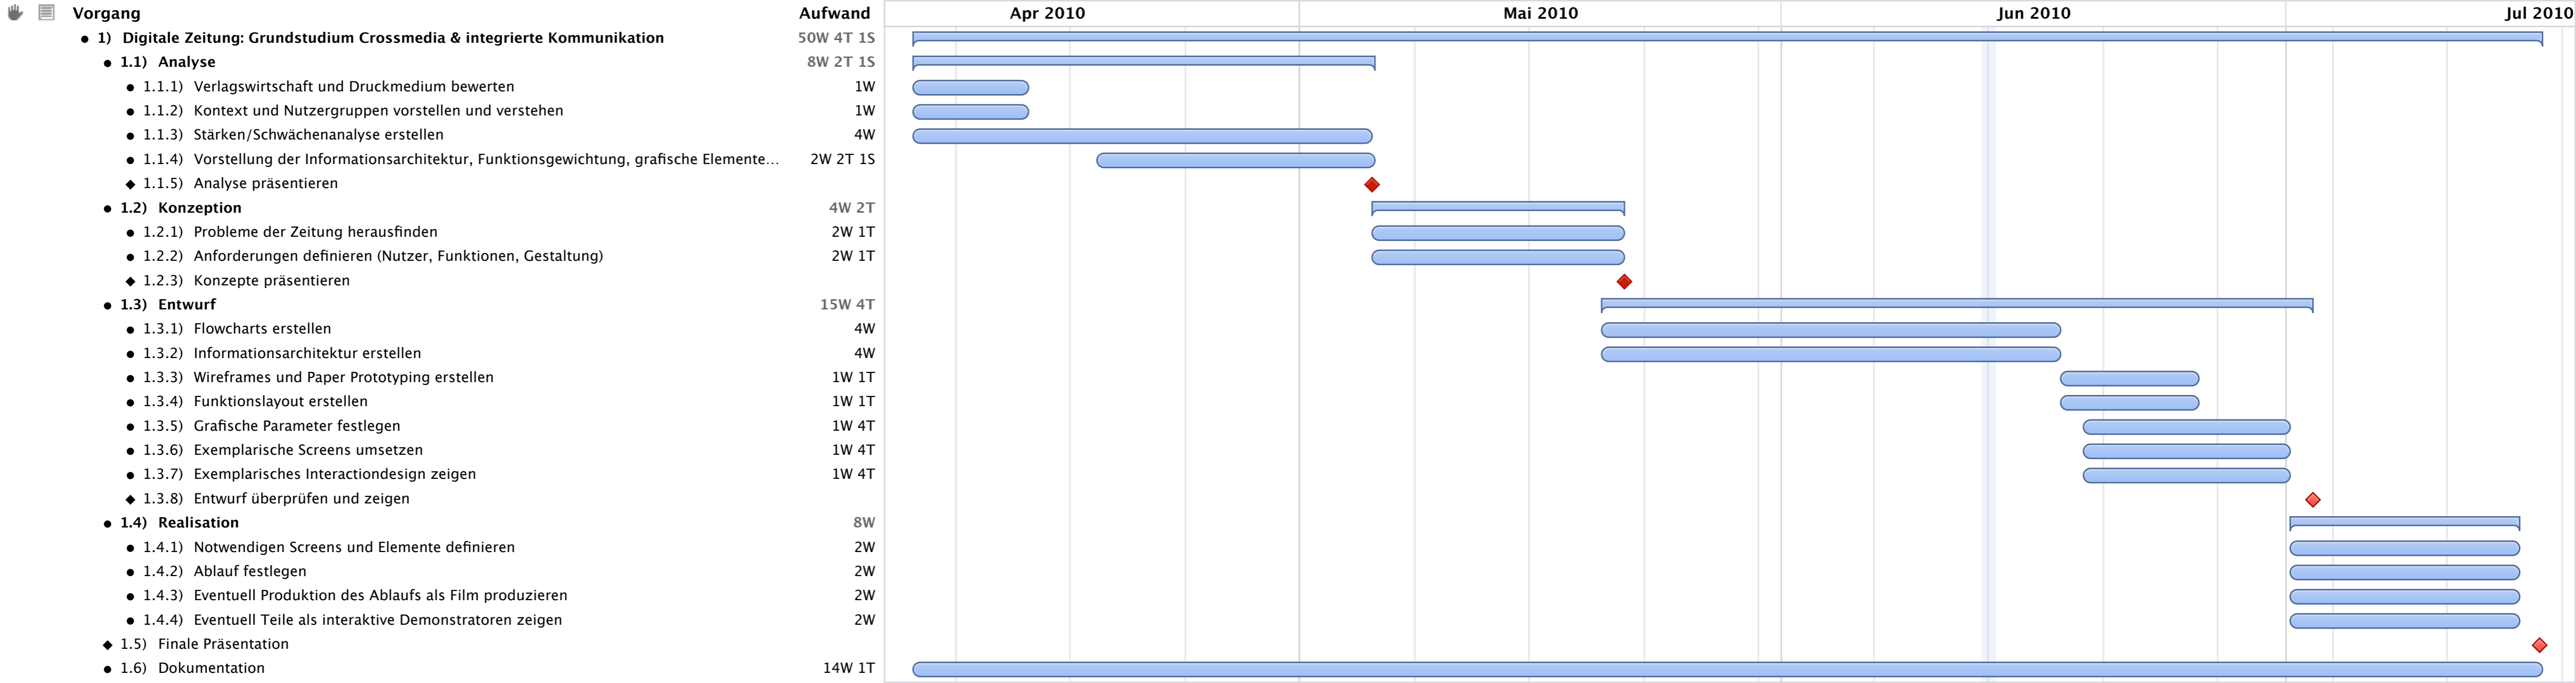 Vorgang Aufwand Apr 2010 Mai 2010 Jun 2010 Jul 2010
1) Digitale Zeitung: Grundstudium Crossmedia & integrierte Kommunikation 50W 4T 1S
1.1) Analyse 8W 2T 1S
1.1.1) Verlagswirtschaft und Druckmedium bewerten 1W
1.1.2) Kontext und Nutzergruppen vorstellen und verstehen 1W
1.1.3) Stärken/Schwächenanalyse erstellen 4W
1.1.4) Vorstellung der Informationsarchitektur, Funktionsgewichtung, grafische Elemente... 2W 2T 1S
1.1.5) Analyse präsentieren
1.2) Konzeption 4W 2T
1.2.1) Probleme der Zeitung herausfinden 2W 1T
1.2.2) Anforderungen definieren (Nutzer, Funktionen, Gestaltung) 2W 1T
1.2.3) Konzepte präsentieren
1.3) Entwurf 15W 4T
1.3.1) Flowcharts erstellen 4W
1.3.2) Informationsarchitektur erstellen 4W
1.3.3) Wireframes und Paper Prototyping erstellen 1W 1T
1.3.4) Funktionslayout erstellen 1W 1T
1.3.5) Grafische Parameter festlegen 1W 4T
1.3.6) Exemplarische Screens umsetzen 1W 4T
1.3.7) Exemplarisches Interactiondesign zeigen 1W 4T
1.3.8) Entwurf überprüfen und zeigen
1.4) Realisation 8W
1.4.1) Notwendigen Screens und Elemente definieren 2W
1.4.2) Ablauf festlegen 2W
1.4.3) Eventuell Produktion des Ablaufs als Film produzieren 2W
1.4.4) Eventuell Teile als interaktive Demonstratoren zeigen 2W
1.5) Finale Präsentation
1.6) Dokumentation 14W 1T